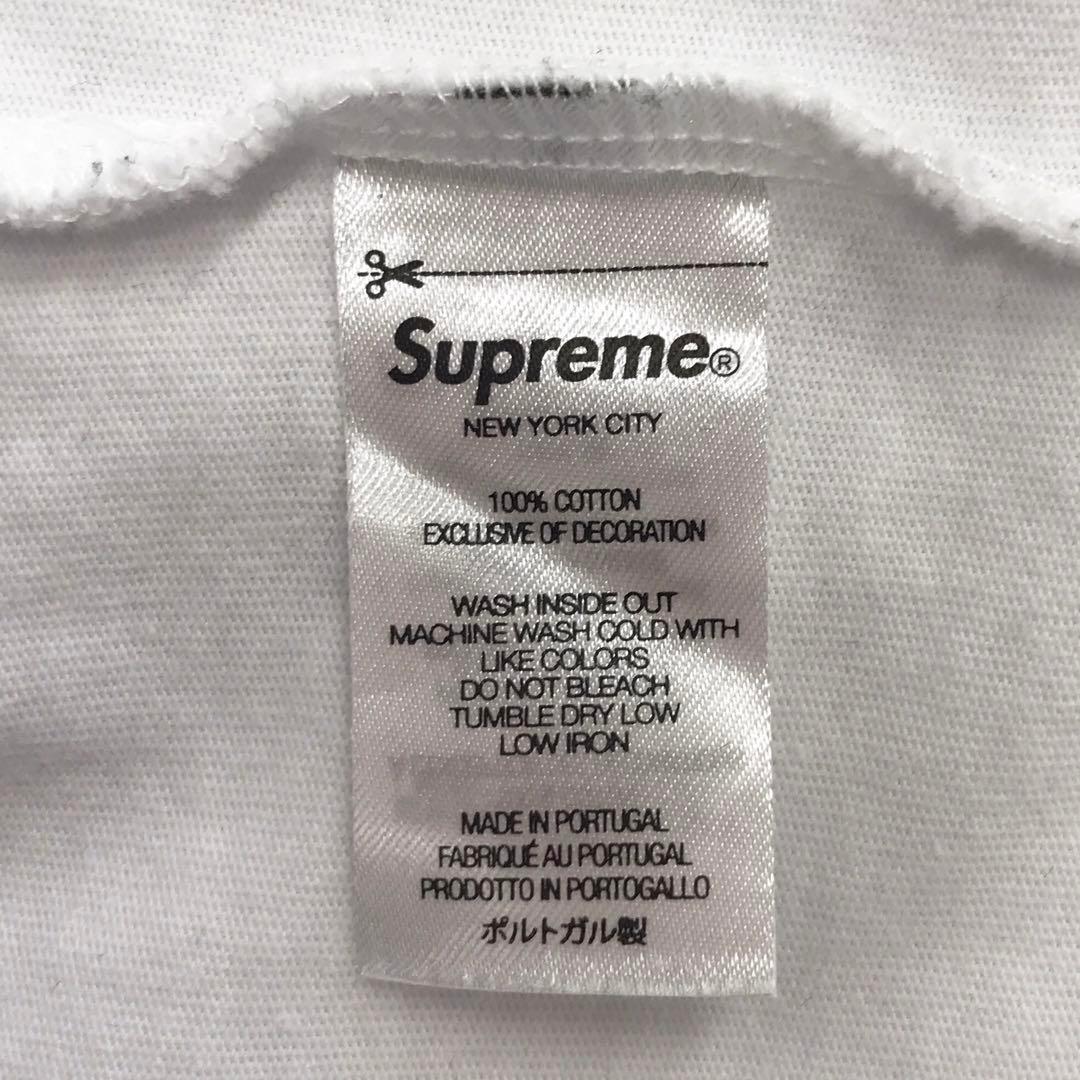 Supreme®
NEW YORK CITY
100% COTTON
EXCLUSIVE OF DECORATION
WASH INSIDE OUT
MACHINE WASH COLD WITH
LIKE COLORS
DO NOT BLEACH
TUMBLE DRY LOW
LOW IRON
MADE IN PORTUGAL
FABRIQUÉ AU PORTUGAL
PRODOTTO IN PORTOGALLO
ポルトガル製